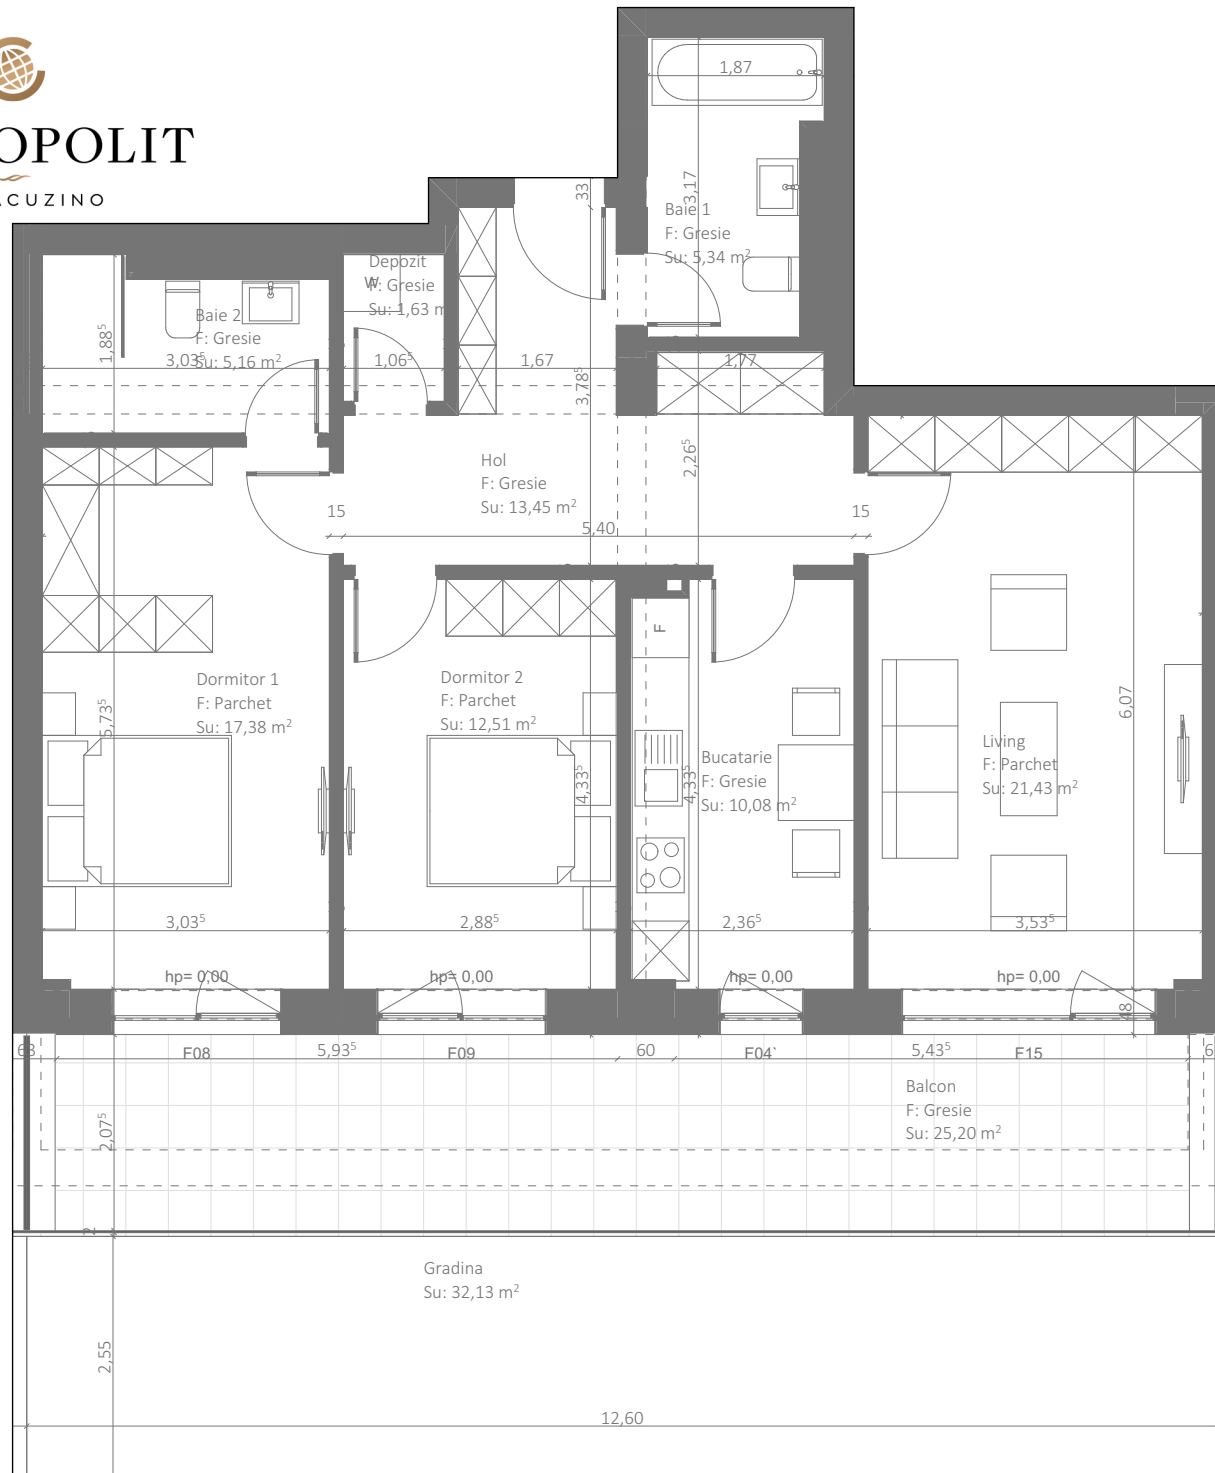 OPOLIT
ACUZINO
1,87
33
3,17
Baie 1
F: Gresie
Su: 5,34 m²
Depozit
W
F: Gresie
Su: 1,63 m
Baie 2
F: Gresie
Su: 5,16 m²
1,88⁵
3,03⁵
1,06⁵
1,67
3,78⁵
1,77
Hol
F: Gresie
Su: 13,45 m²
2,26⁵
15
5,40
15
F
Dormitor 1
F: Parchet
Su: 17,38 m²
5,73⁵
Dormitor 2
F: Parchet
Su: 12,51 m²
4,33⁵
Bucatarie
F: Gresie
Su: 10,08 m²
4,33⁵
Living
F: Parchet
Su: 21,43 m²
6,07
3,03⁵
2,88⁵
2,36⁵
3,53⁵
hp= 0,00
hp= 0,00
hp= 0,00
hp= 0,00
48
68
F08
5,93⁵
F09
60
F04`
5,43⁵
F15
6
Balcon
F: Gresie
Su: 25,20 m²
2,07⁵
Gradina
Su: 32,13 m²
2,55
12,60